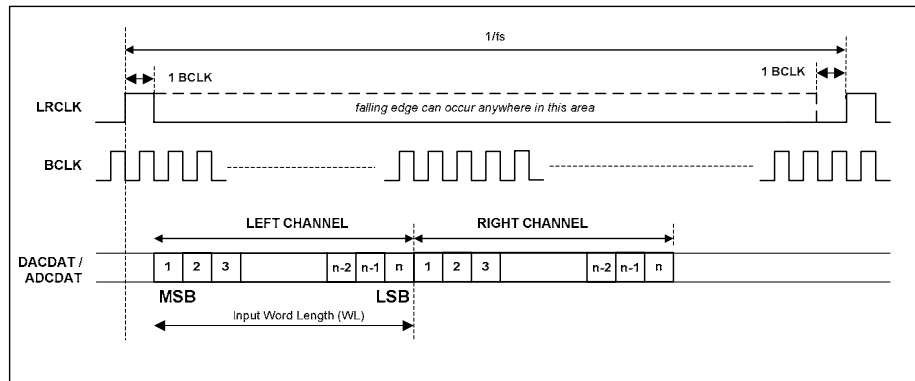 1/fs
1 BCLK
1 BCLK
LRCLK
falling edge can occur anywhere in this area
BCLK
LEFT CHANNEL
RIGHT CHANNEL
DACDAT /
ADCDAT
1 2 3 n-2 n-1 n 1 2 3 n-2 n-1 n
MSB
LSB
Input Word Length (WL)